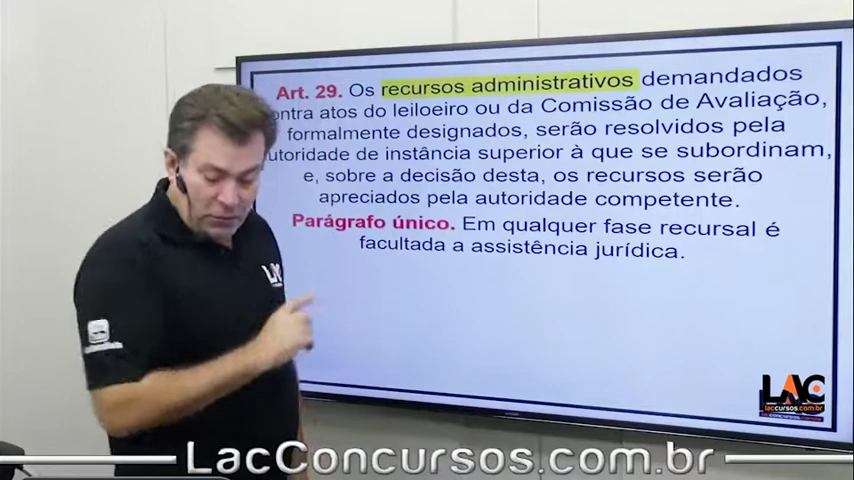 Art. 29. Os recursos administrativos demandados
ontra atos do leiloeiro ou da Comissão de Avaliação,
formalmente designados, serão resolvidos pela
utoridade de instância superior à que se subordinam,
e, sobre a decisão desta, os recursos serão
apreciados pela autoridade competente.
Parágrafo único. Em qualquer fase recursal é
facultada a assistência jurídica.
LAC
LAC
laccursos.com.br
LacConcursos.com.br